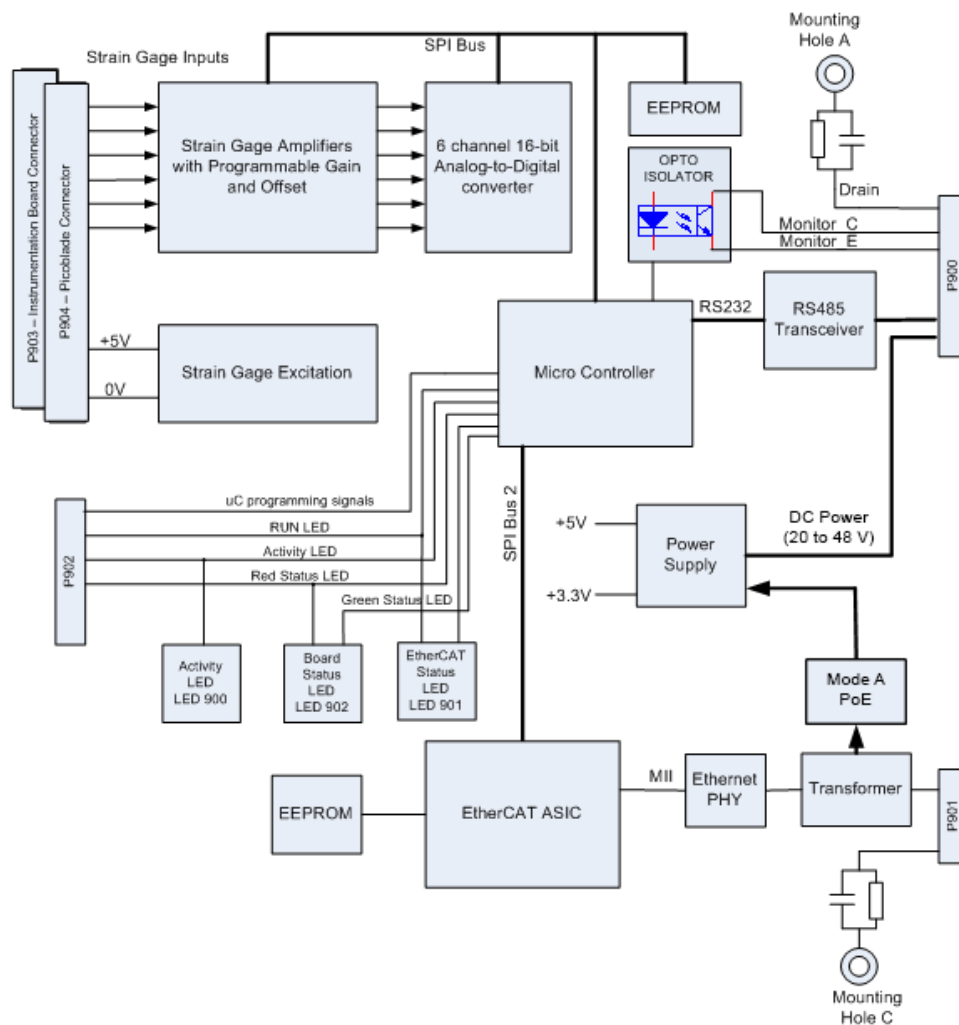 Mounting
Hole A
SPI Bus
Strain Gage Inputs
P903 – Instrumentation Board Connector
P904 – Picoblade Connector
Strain Gage Amplifiers
with Programmable Gain
and Offset
6 channel 16-bit
Analog-to-Digital
converter
EEPROM
OPTO
ISOLATOR
Drain
Monitor_C
Monitor_E
P900
RS232
RS485
Transceiver
+5V
0V
Strain Gage Excitation
Micro Controller
uC programming signals
RUN LED
Activity LED
Red Status LED
Green Status LED
P902
SPI Bus 2
+5V
+3.3V
Power
Supply
DC Power
(20 to 48 V)
Activity
LED
LED 900
Board
Status
LED
LED 902
EtherCAT
Status
LED
LED 901
Mode A
PoE
EEPROM
EtherCAT ASIC
MII
Ethernet
PHY
Transformer
P901
Mounting
Hole C